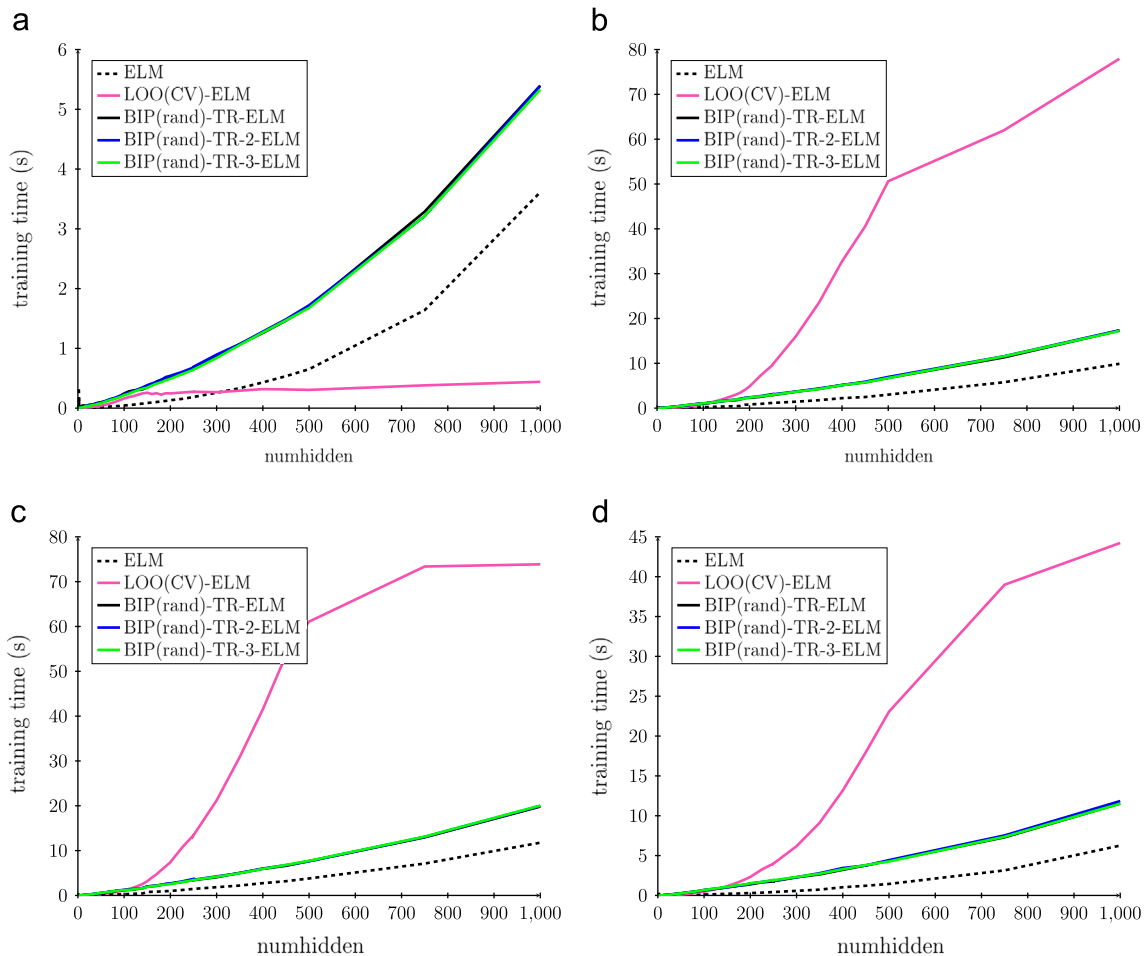 a
6
5
4
3
2
1
0
training time (s)
ELM
LOO(CV)-ELM
BIP(rand)-TR-ELM
BIP(rand)-TR-2-ELM
BIP(rand)-TR-3-ELM
0 100 200 300 400 500 600 700 800 900 1,000
numhidden
b
80
70
60
50
40
30
20
10
0
training time (s)
ELM
LOO(CV)-ELM
BIP(rand)-TR-ELM
BIP(rand)-TR-2-ELM
BIP(rand)-TR-3-ELM
0 100 200 300 400 500 600 700 800 900 1,000
numhidden
c
80
70
60
50
40
30
20
10
0
training time (s)
ELM
LOO(CV)-ELM
BIP(rand)-TR-ELM
BIP(rand)-TR-2-ELM
BIP(rand)-TR-3-ELM
0 100 200 300 400 500 600 700 800 900 1,000
numhidden
d
45
40
35
30
25
20
15
10
5
0
training time (s)
ELM
LOO(CV)-ELM
BIP(rand)-TR-ELM
BIP(rand)-TR-2-ELM
BIP(rand)-TR-3-ELM
0 100 200 300 400 500 600 700 800 900 1,000
numhidden